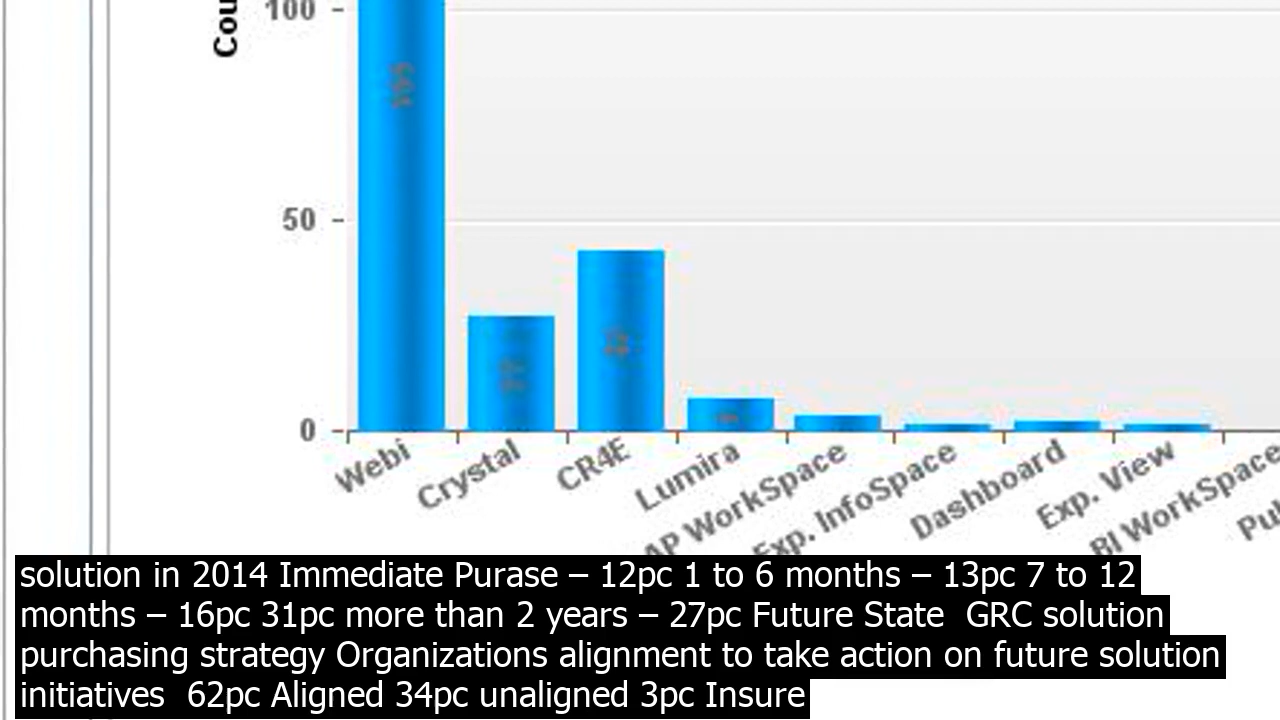 Cou
100
50
0
Webi
Crystal
CR4E
Lumira
AP WorkSpace
Exp. InfoSpace
Dashboard
Exp. View
BI WorkSpace
solution in 2014 Immediate Purase – 12pc 1 to 6 months – 13pc 7 to 12
months – 16pc 31pc more than 2 years – 27pc Future State  GRC solution
purchasing strategy Organizations alignment to take action on future solution
initiatives  62pc Aligned 34pc unaligned 3pc Insure